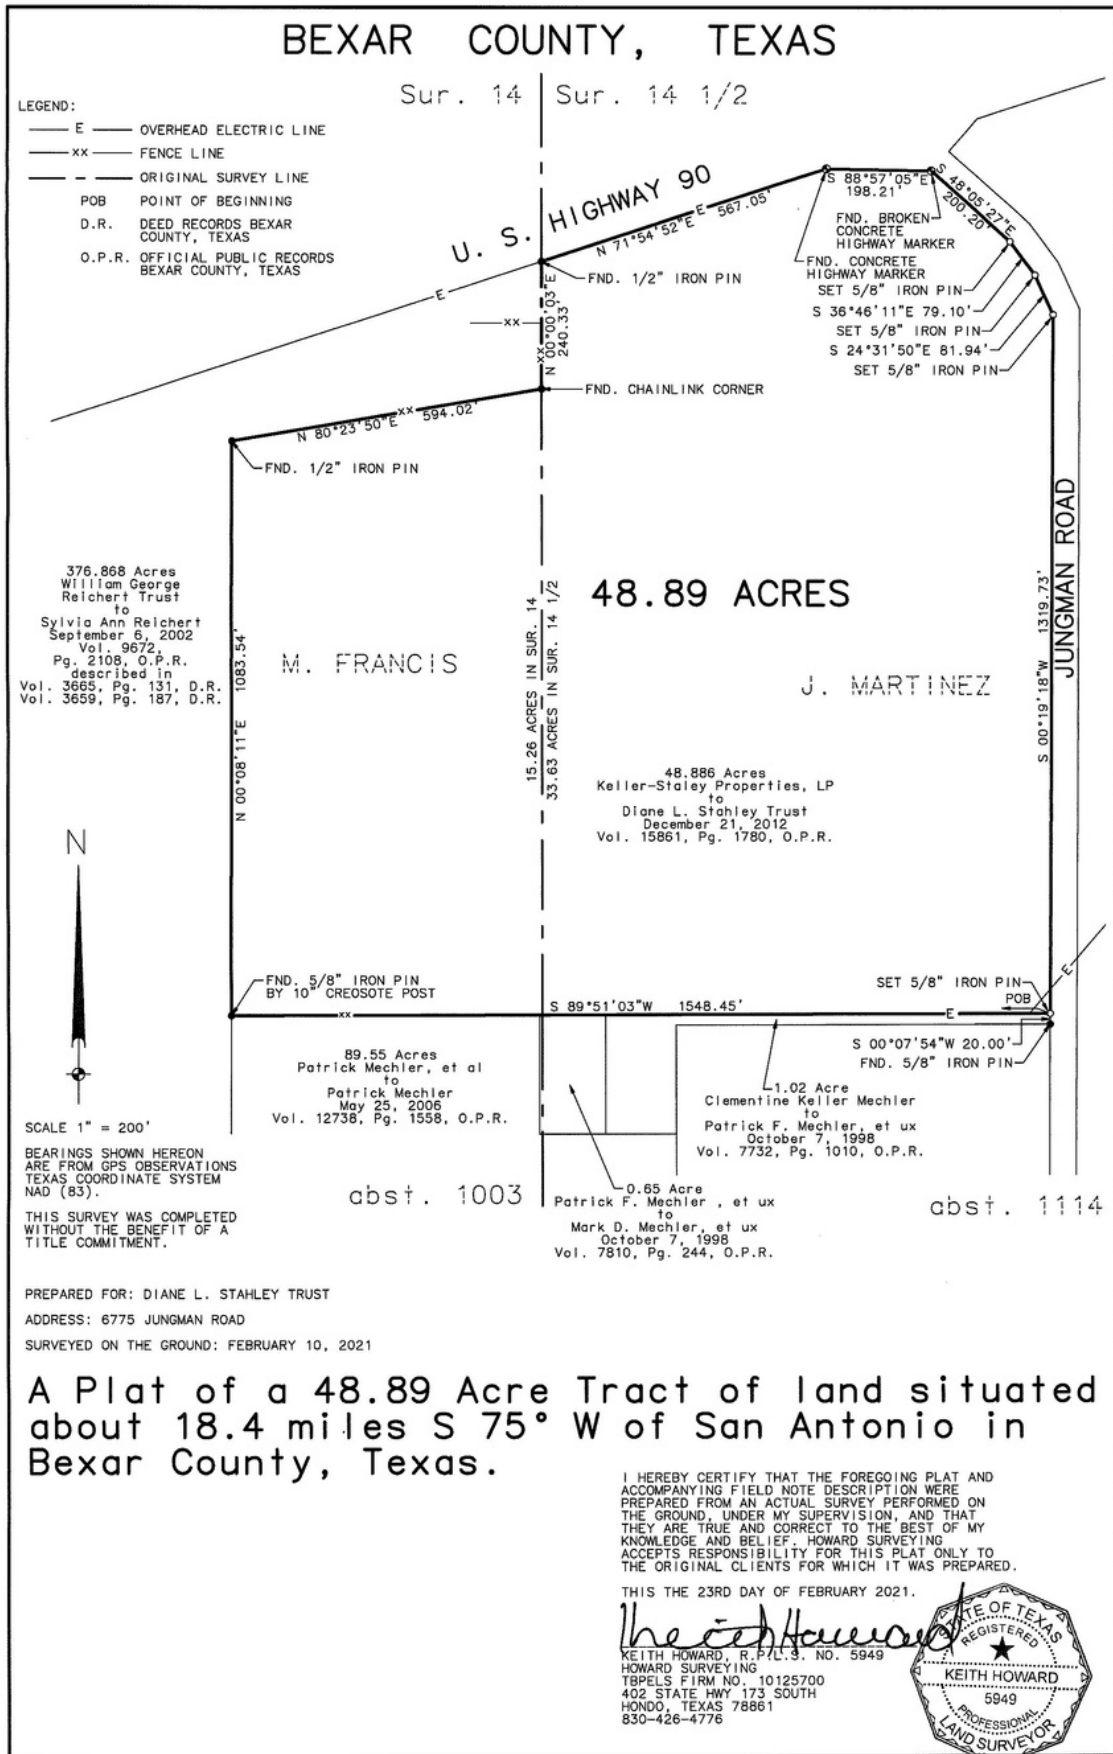 BEXAR COUNTY, TEXAS
Sur. 14
Sur. 14 1/2
LEGEND:
E OVERHEAD ELECTRIC LINE
xx FENCE LINE
ORIGINAL SURVEY LINE
POB POINT OF BEGINNING
D.R. DEED RECORDS BEXAR
COUNTY, TEXAS
O.P.R. OFFICIAL PUBLIC RECORDS
BEXAR COUNTY, TEXAS
U. S. HIGHWAY 90
E
N 71°54'52"E E 567.05'
S 88°57'05"E
198.21'
S 48°05'27"E
200.20'
FND. BROKEN
CONCRETE
HIGHWAY MARKER
FND. CONCRETE
HIGHWAY MARKER
SET 5/8" IRON PIN
S 36°46'11"E 79.10'
SET 5/8" IRON PIN
S 24°31'50"E 81.94'
SET 5/8" IRON PIN
FND. 1/2" IRON PIN
xx
xx
N 00°00'03"E
240.33'
FND. CHAINLINK CORNER
N 80°23'50"E xx 594.02'
FND. 1/2" IRON PIN
JUNGMAN ROAD
S 00°19'18"W 1319.73'
376.868 Acres
William George
Reichert Trust
to
Sylvia Ann Reichert
September 6, 2002
Vol. 9672,
Pg. 2108, O.P.R.
described in
Vol. 3665, Pg. 131, D.R.
Vol. 3659, Pg. 187, D.R.
N 00°08'11"E 1083.54'
M. FRANCIS
15.26 ACRES IN SUR. 14
33.63 ACRES IN SUR. 14 1/2
48.89 ACRES
J. MARTINEZ
48.886 Acres
Keller-Staley Properties, LP
to
Diane L. Stahley Trust
December 21, 2012
Vol. 15861, Pg. 1780, O.P.R.
N
FND. 5/8" IRON PIN
BY 10" CREOSOTE POST
xx
S 89°51'03"W 1548.45'
E
SET 5/8" IRON PIN
POB
E
S 00°07'54"W 20.00'
FND. 5/8" IRON PIN
89.55 Acres
Patrick Mechler, et al
to
Patrick Mechler
May 25, 2006
Vol. 12738, Pg. 1558, O.P.R.
1.02 Acre
Clementine Keller Mechler
to
Patrick F. Mechler, et ux
October 7, 1998
Vol. 7732, Pg. 1010, O.P.R.
0.65 Acre
Patrick F. Mechler , et ux
to
Mark D. Mechler, et ux
October 7, 1998
Vol. 7810, Pg. 244, O.P.R.
abst. 1003
abst. 1114
SCALE 1" = 200'
BEARINGS SHOWN HEREON
ARE FROM GPS OBSERVATIONS
TEXAS COORDINATE SYSTEM
NAD (83).
THIS SURVEY WAS COMPLETED
WITHOUT THE BENEFIT OF A
TITLE COMMITMENT.
PREPARED FOR: DIANE L. STAHLEY TRUST
ADDRESS: 6775 JUNGMAN ROAD
SURVEYED ON THE GROUND: FEBRUARY 10, 2021
A Plat of a 48.89 Acre Tract of land situated
about 18.4 miles S 75° W of San Antonio in
Bexar County, Texas.
I HEREBY CERTIFY THAT THE FOREGOING PLAT AND
ACCOMPANYING FIELD NOTE DESCRIPTION WERE
PREPARED FROM AN ACTUAL SURVEY PERFORMED ON
THE GROUND, UNDER MY SUPERVISION, AND THAT
THEY ARE TRUE AND CORRECT TO THE BEST OF MY
KNOWLEDGE AND BELIEF. HOWARD SURVEYING
ACCEPTS RESPONSIBILITY FOR THIS PLAT ONLY TO
THE ORIGINAL CLIENTS FOR WHICH IT WAS PREPARED.
THIS THE 23RD DAY OF FEBRUARY 2021.
Keith Howard
KEITH HOWARD, R.P.L.S. NO. 5949
HOWARD SURVEYING
TBPELS FIRM NO. 10125700
402 STATE HWY 173 SOUTH
HONDO, TEXAS 78861
830-426-4776
STATE OF TEXAS
REGISTERED
KEITH HOWARD
5949
PROFESSIONAL
LAND SURVEYOR